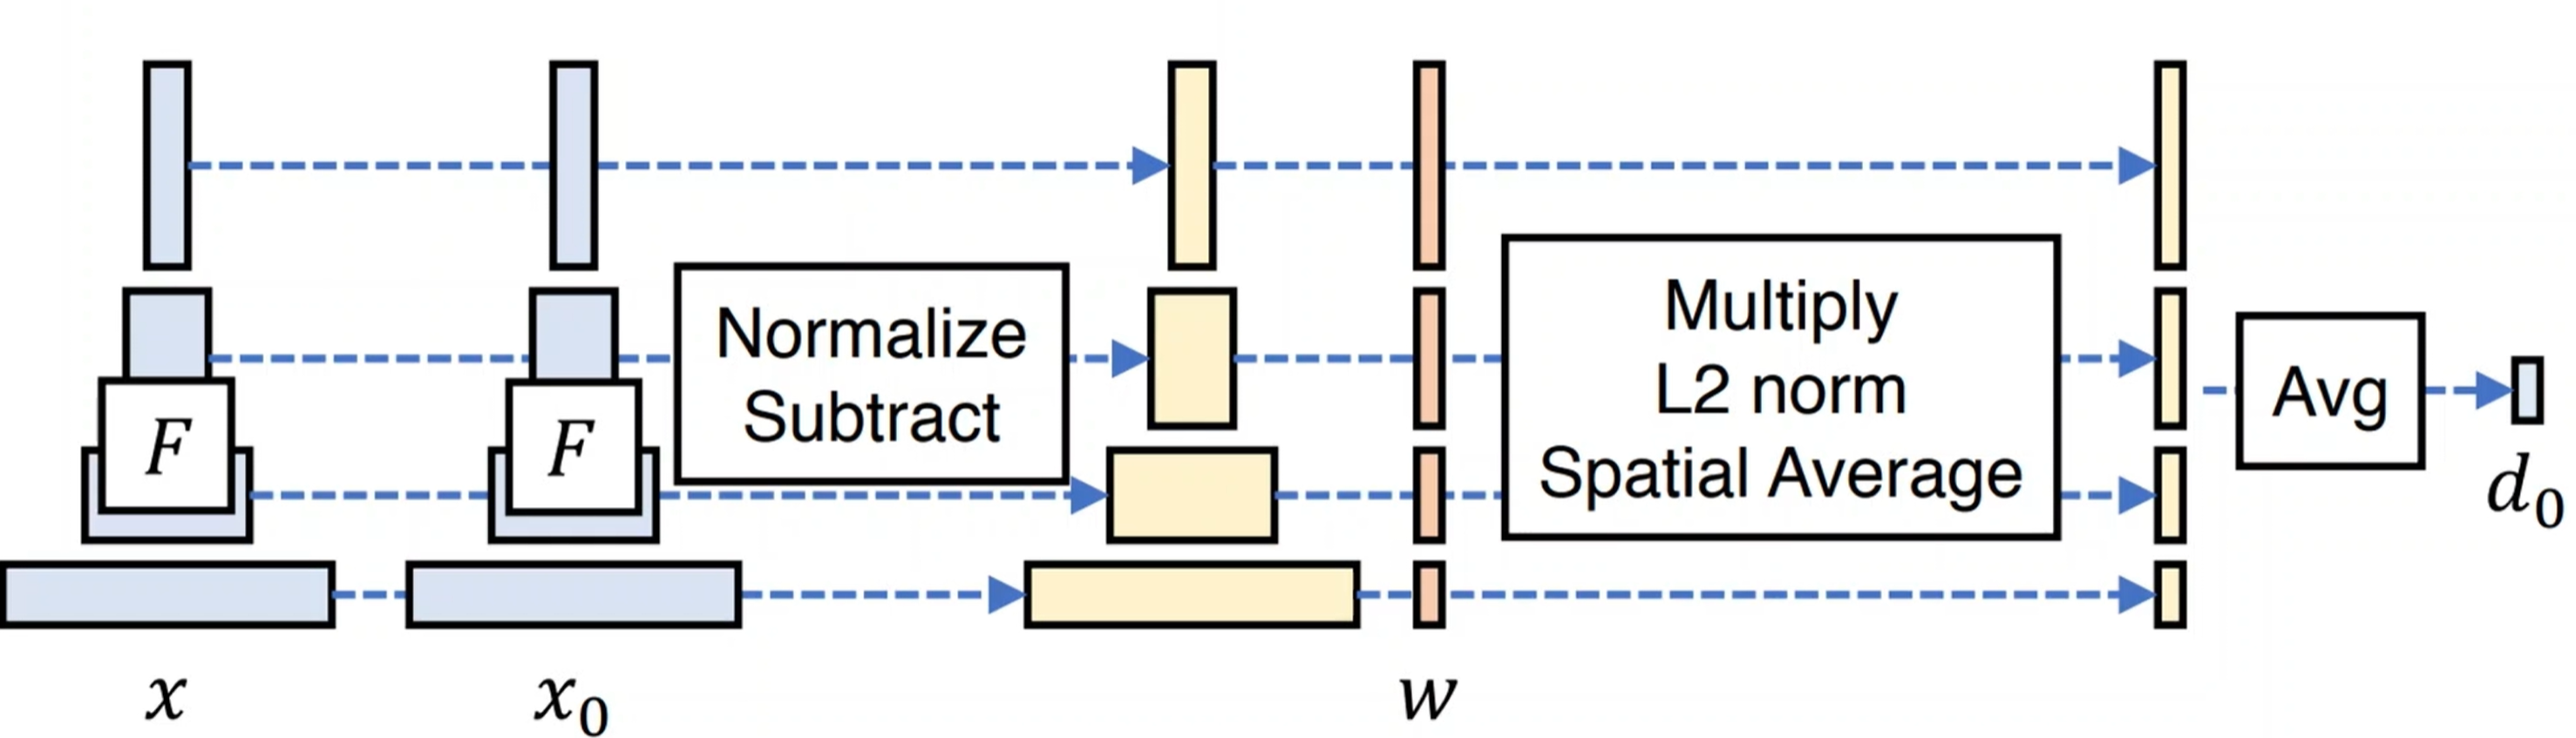 F
F
Normalize
Subtract
Multiply
L2 norm
Spatial Average
Avg
d₀
x
x₀
w